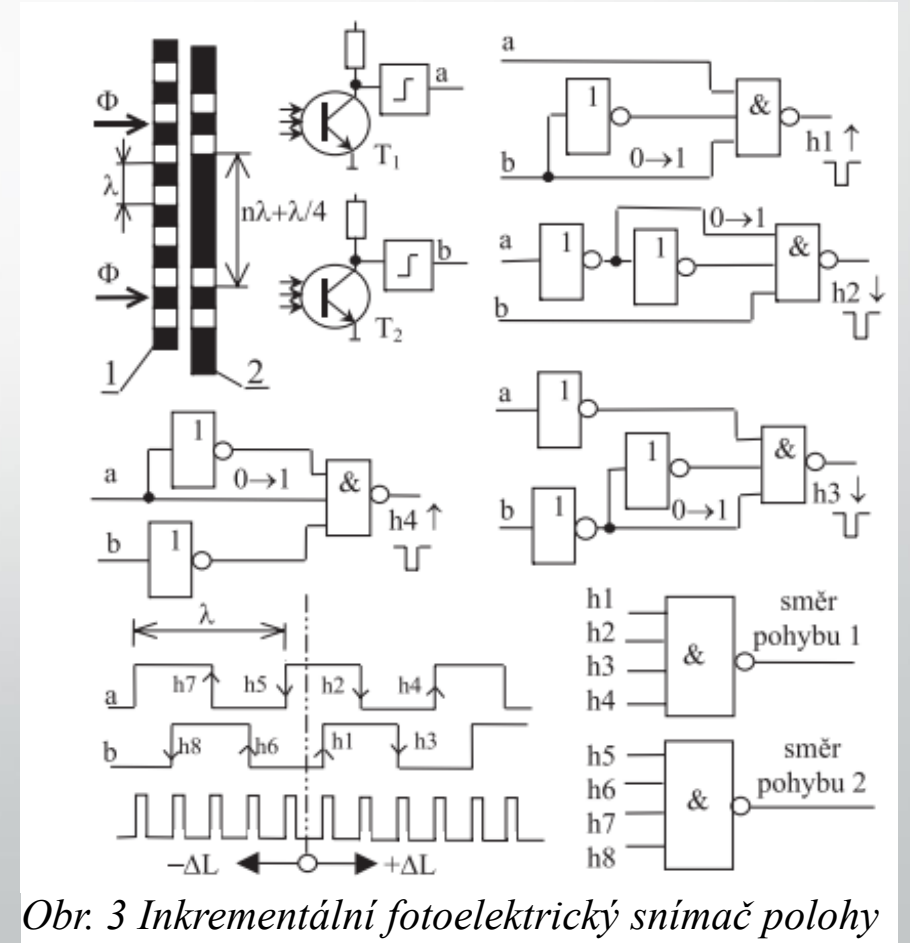 Φ
λ
Φ
1
2
nλ+λ/4
T₁
a
T₂
b
a
b
1
0→1
&
h1 ↑
a
b
1
1
0→1
&
h2 ↓
a
b
1
0→1
1
&
h4 ↑
a
b
1
1
1
0→1
&
h3 ↓
λ
a
h7
h5
h2
h4
b
h8
h6
h1
h3
−ΔL
+ΔL
h1
h2
h3
h4
&
směr
pohybu 1
h5
h6
h7
h8
&
směr
pohybu 2
Obr. 3 Inkrementální fotoelektrický snímač polohy